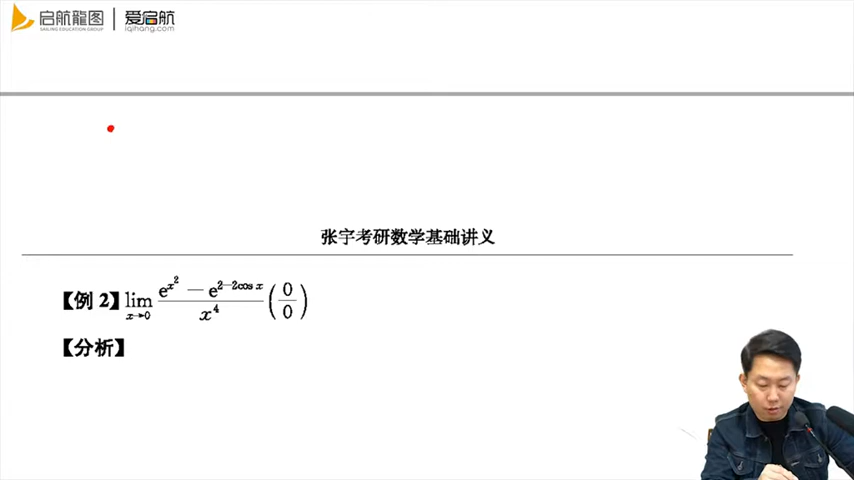 启航龍图 | 爱启航
SAILING EDUCATION GROUP iqihang.com
张宇考研数学基础讲义
【例 2】lim x→0 (e^{x^2} − e^{2−2cos x}) / x^4 (0/0)
【分析】